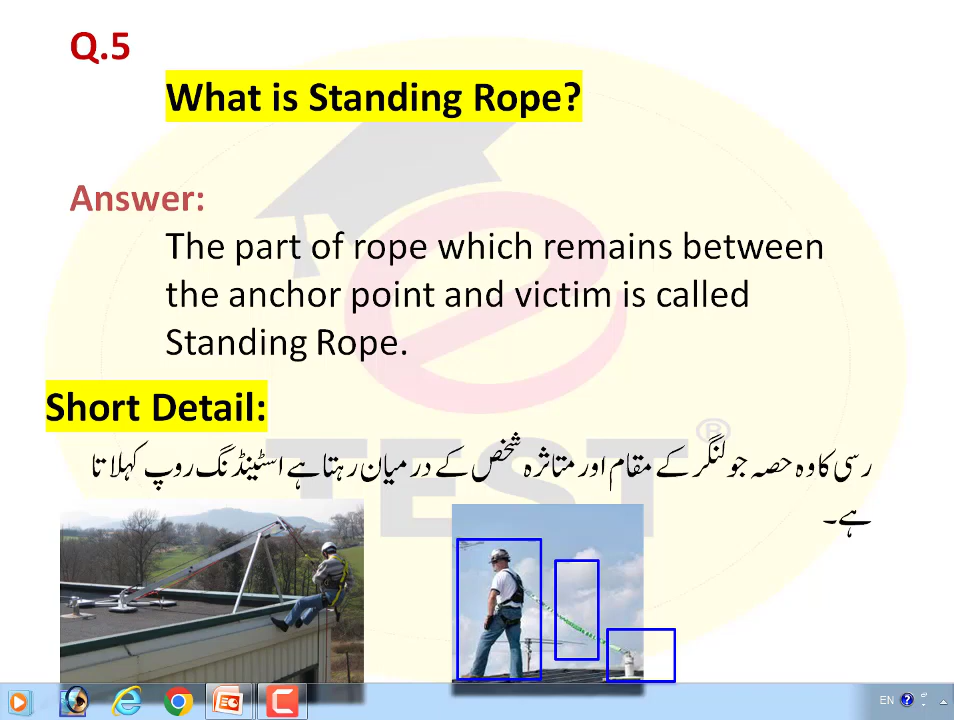 Q.5
What is Standing Rope?
Answer:
The part of rope which remains between
the anchor point and victim is called
Standing Rope.
Short Detail:
رسی کا وہ حصہ جو لنگر کے مقام اور متاثرہ شخص کے درمیان رہتا ہے اسٹینڈنگ روپ کہلاتا
ہے۔
TEST®
EN